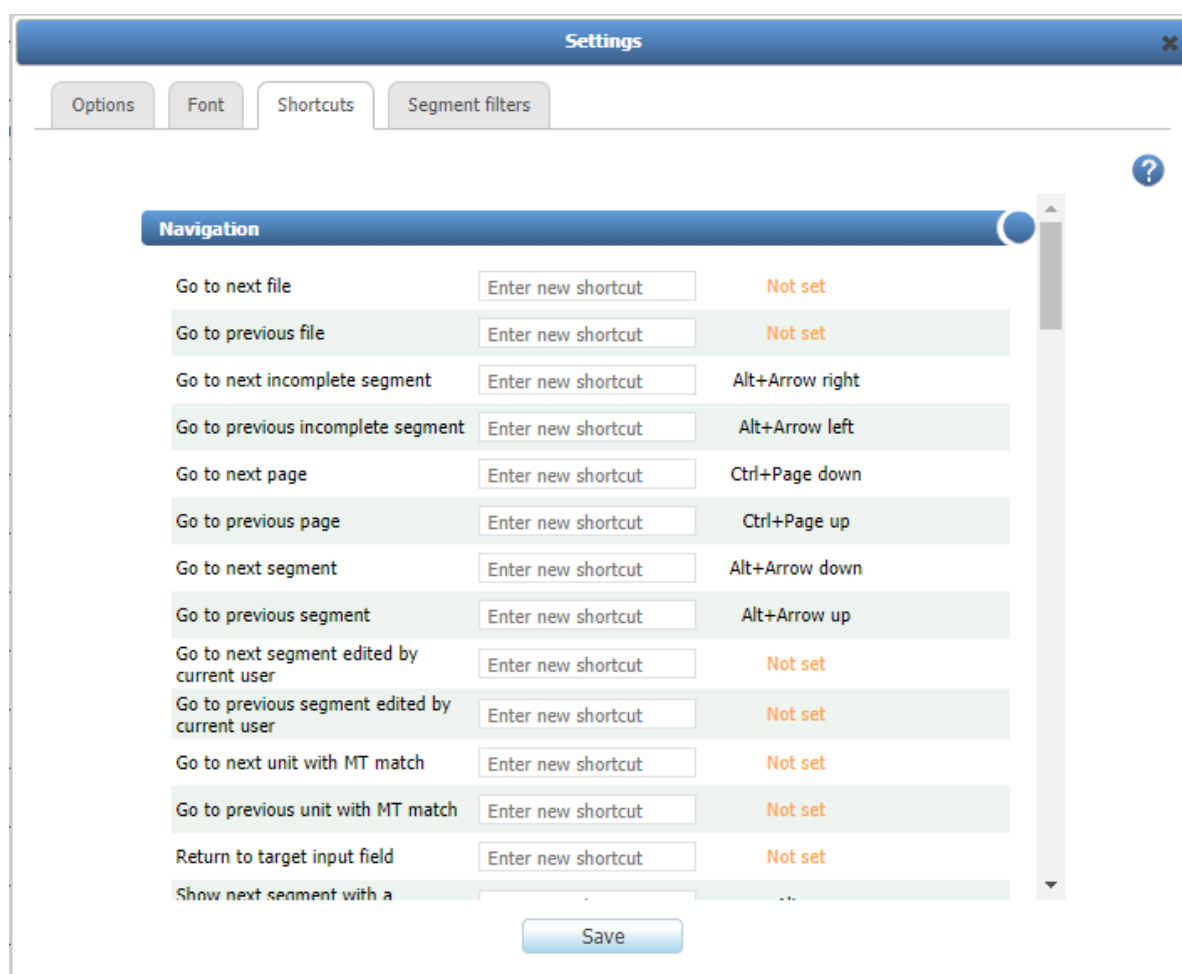 Settings
Options Font Shortcuts Segment filters
?
Navigation
Go to next file Enter new shortcut Not set
Go to previous file Enter new shortcut Not set
Go to next incomplete segment Enter new shortcut Alt+Arrow right
Go to previous incomplete segment Enter new shortcut Alt+Arrow left
Go to next page Enter new shortcut Ctrl+Page down
Go to previous page Enter new shortcut Ctrl+Page up
Go to next segment Enter new shortcut Alt+Arrow down
Go to previous segment Enter new shortcut Alt+Arrow up
Go to next segment edited by
current user Enter new shortcut Not set
Go to previous segment edited by
current user Enter new shortcut Not set
Go to next unit with MT match Enter new shortcut Not set
Go to previous unit with MT match Enter new shortcut Not set
Return to target input field Enter new shortcut Not set
Show next segment with a
Save